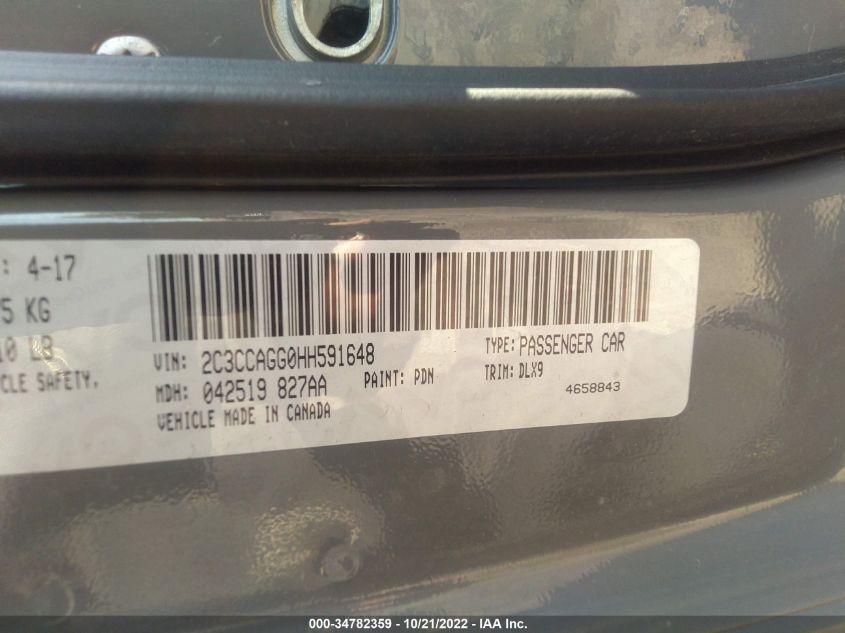 : 4-17
5 KG
10 LB
CLE SAFETY.
VIN: 2C3CCAGG0HH591648
TYPE: PASSENGER CAR
MDH: 042519 827AA
PAINT: PDN
TRIM: DLX9
VEHICLE MADE IN CANADA
4658843
000-34782359 - 10/21/2022 - IAA Inc.